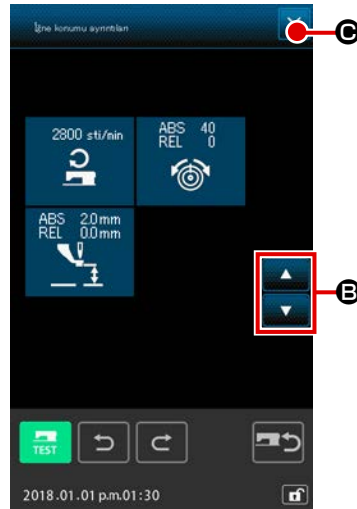 İğne konumu ayrıntıları
C
2800 sti/min
ABS 40
REL 0
ABS 2.0mm
REL 0.0mm
B
TEST
2018.01.01 p.m.01:30